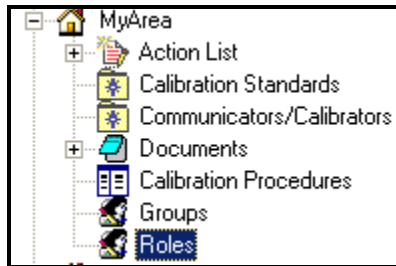 MyArea
Action List
Calibration Standards
Communicators/Calibrators
Documents
Calibration Procedures
Groups
Roles